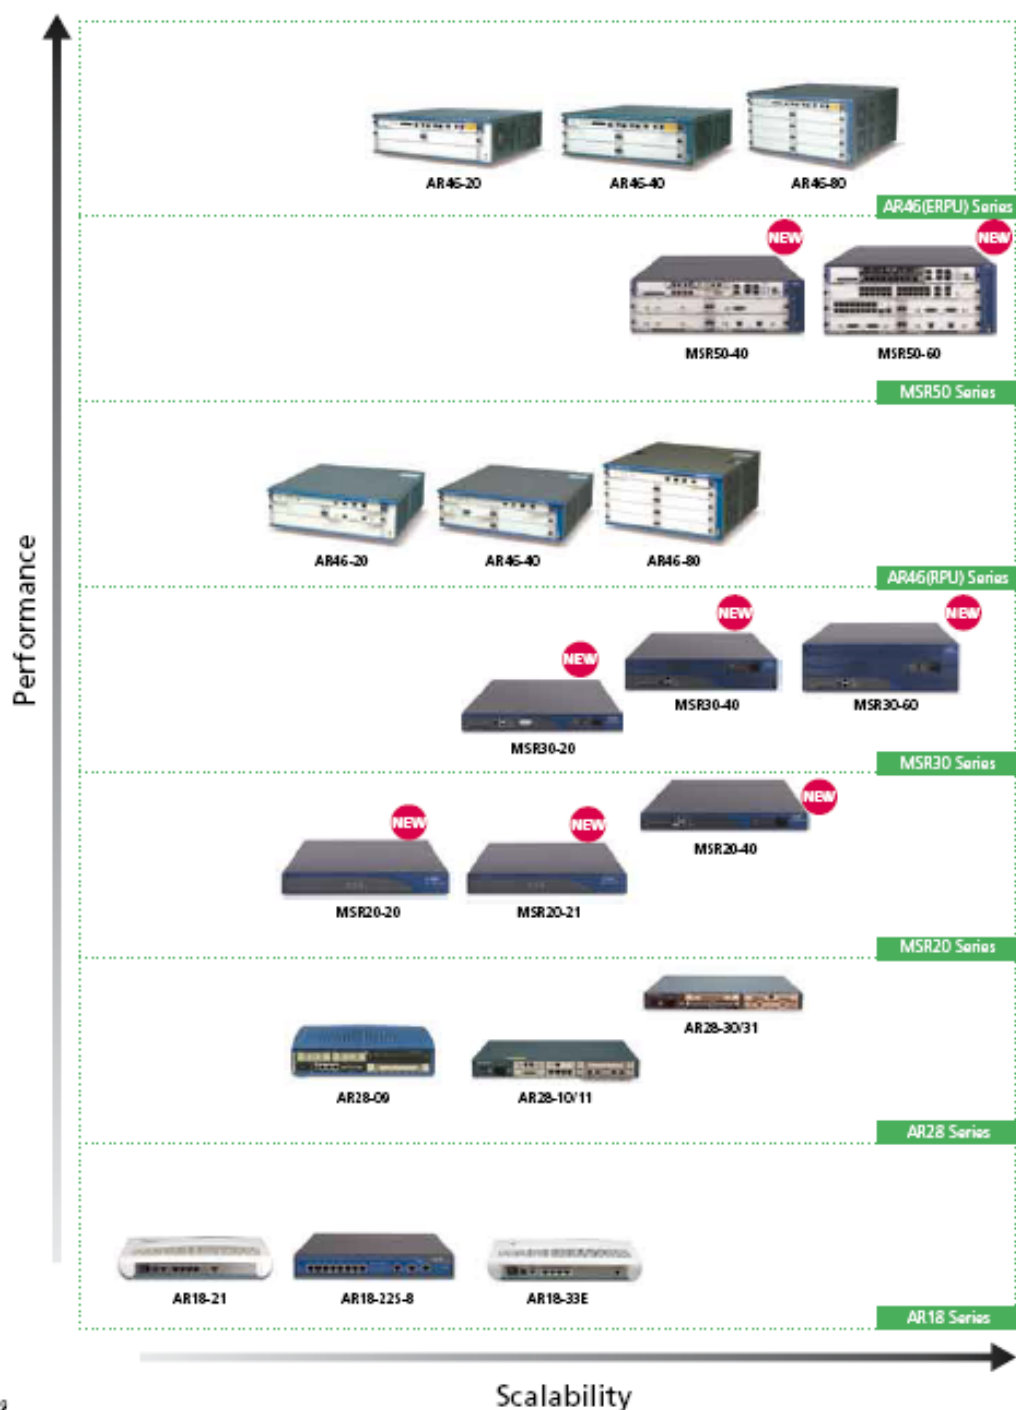 AR46-20 AR46-40 AR46-80
AR46(ERPU) Series
NEW NEW
MSR50-40 MSR50-60
MSR50 Series
AR46-20 AR46-40 AR46-80
AR46(RPU) Series
NEW NEW NEW
MSR30-40 MSR30-60
MSR30-20
MSR30 Series
NEW NEW NEW
MSR20-40
MSR20-20 MSR20-21
MSR20 Series
AR28-30/31
AR28-09 AR28-10/11
AR28 Series
AR18-21 AR18-22S-8 AR18-33E
AR18 Series
Performance
Scalability